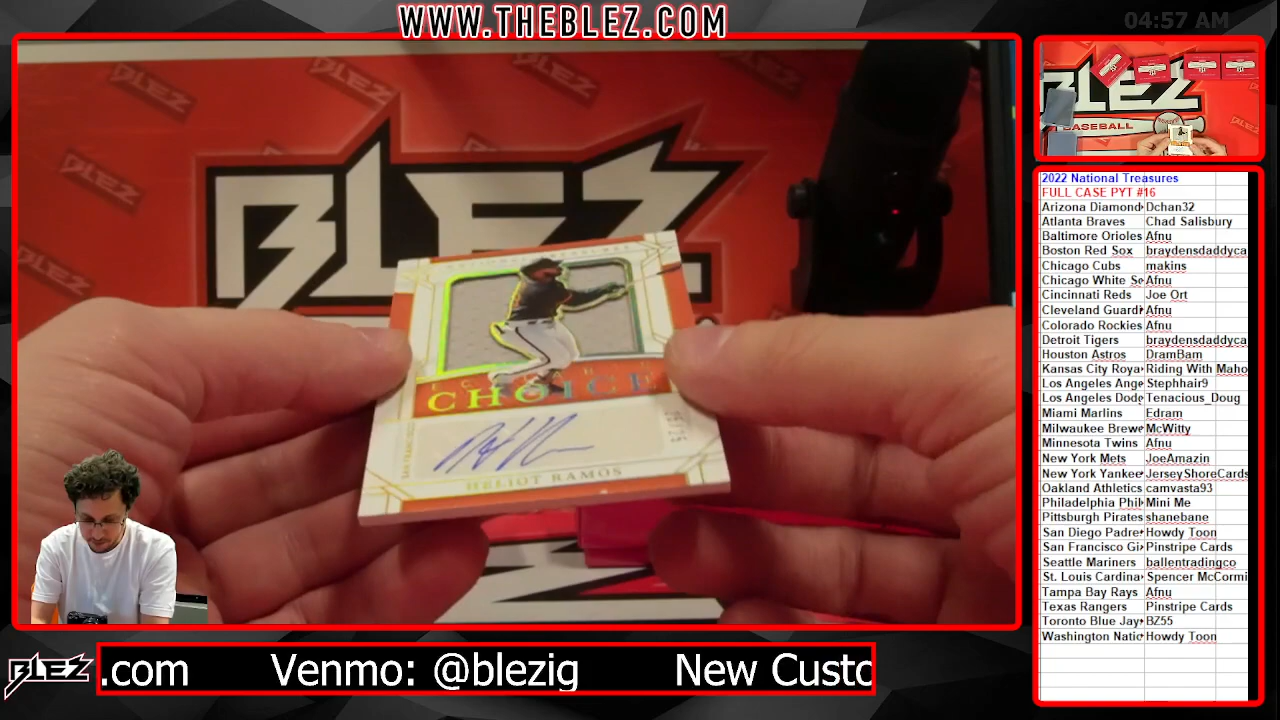 WWW.THEBLEZ.COM
04:57 AM
BLEZ
BLEZ
BASEBALL
CHOICE
HELIOT RAMOS
2022 National Treasures
FULL CASE PYT #16
Arizona Diamond Dchan32
Atlanta Braves Chad Salisbury
Baltimore Orioles Afnu
Boston Red Sox braydensdaddyca
Chicago Cubs makins
Chicago White So Afnu
Cincinnati Reds Joe Ort
Cleveland Guardi Afnu
Colorado Rockies Afnu
Detroit Tigers braydensdaddyca
Houston Astros DramBam
Kansas City Roya Riding With Maho
Los Angeles Ange Stephhair9
Los Angeles Dodg Tenacious_Doug
Miami Marlins Edram
Milwaukee Brewe McWitty
Minnesota Twins Afnu
New York Mets JoeAmazin
New York Yankee JerseyShoreCards
Oakland Athletics camvasta93
Philadelphia Phil Mini Me
Pittsburgh Pirates shanebane
San Diego Padre Howdy Toon
San Francisco Gi Pinstripe Cards
Seattle Mariners ballentradingco
St. Louis Cardina Spencer McCormi
Tampa Bay Rays Afnu
Texas Rangers Pinstripe Cards
Toronto Blue Jay BZ55
Washington Natio Howdy Toon
BLEZ
.com Venmo: @blezig New Custo